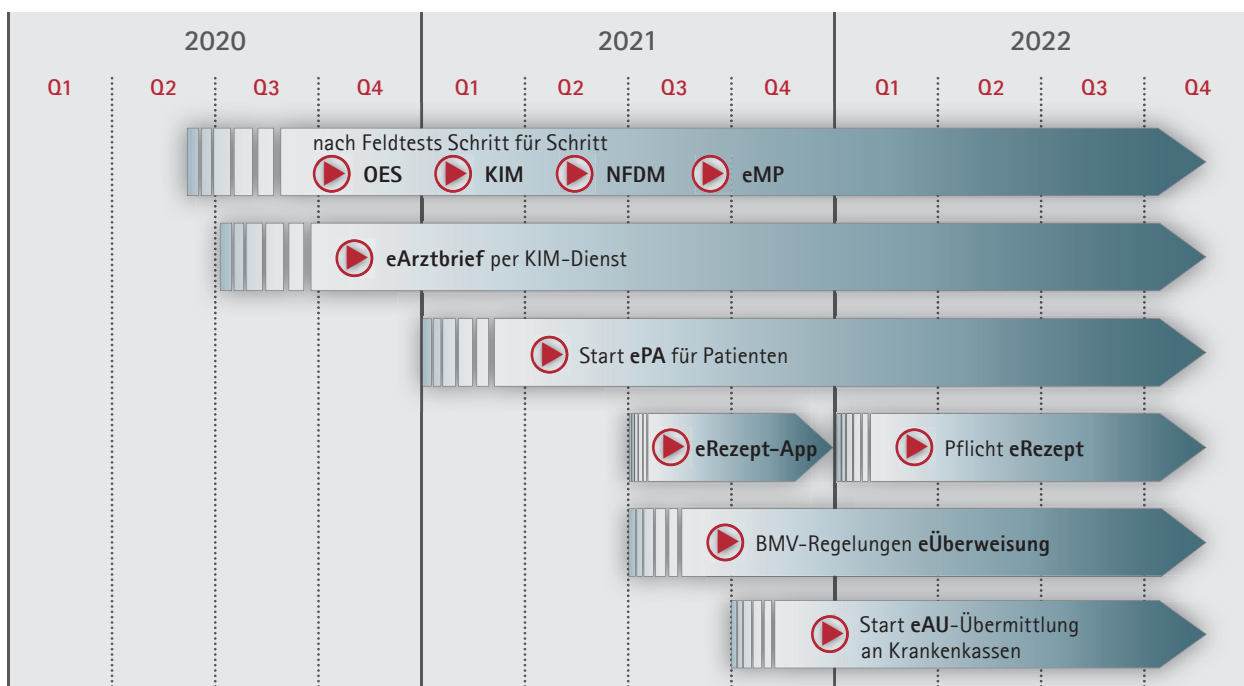 2020 2021 2022
Q1 Q2 Q3 Q4 Q1 Q2 Q3 Q4 Q1 Q2 Q3 Q4
nach Feldtests Schritt für Schritt
OES KIM NFDM eMP
eArztbrief per KIM-Dienst
Start ePA für Patienten
eRezept-App Pflicht eRezept
BMV-Regelungen eÜberweisung
Start eAU-Übermittlung
an Krankenkassen